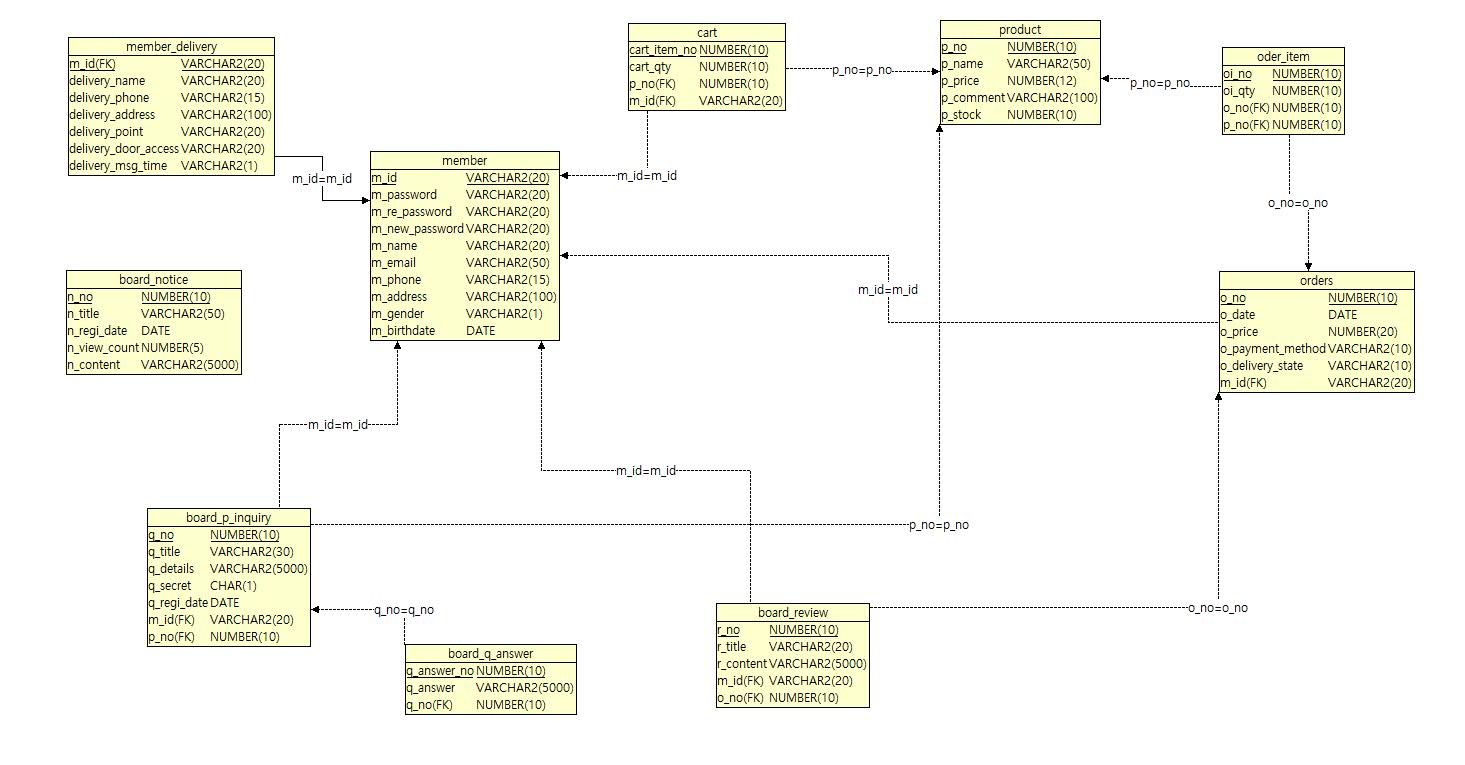 member_delivery
m_id(FK) VARCHAR2(20)
delivery_name VARCHAR2(20)
delivery_phone VARCHAR2(15)
delivery_address VARCHAR2(100)
delivery_point VARCHAR2(20)
delivery_door_access VARCHAR2(20)
delivery_msg_time VARCHAR2(1)
m_id=m_id
cart
cart_item_no NUMBER(10)
cart_qty NUMBER(10)
p_no(FK) NUMBER(10)
m_id(FK) VARCHAR2(20)
p_no=p_no
m_id=m_id
product
p_no NUMBER(10)
p_name VARCHAR2(50)
p_price NUMBER(12)
p_comment VARCHAR2(100)
p_stock NUMBER(10)
p_no=p_no
oder_item
oi_no NUMBER(10)
oi_qty NUMBER(10)
o_no(FK) NUMBER(10)
p_no(FK) NUMBER(10)
o_no=o_no
member
m_id VARCHAR2(20)
m_password VARCHAR2(20)
m_re_password VARCHAR2(20)
m_new_password VARCHAR2(20)
m_name VARCHAR2(20)
m_email VARCHAR2(50)
m_phone VARCHAR2(15)
m_address VARCHAR2(100)
m_gender VARCHAR2(1)
m_birthdate DATE
m_id=m_id
board_notice
n_no NUMBER(10)
n_title VARCHAR2(50)
n_regi_date DATE
n_view_count NUMBER(5)
n_content VARCHAR2(5000)
orders
o_no NUMBER(10)
o_date DATE
o_price NUMBER(20)
o_payment_method VARCHAR2(10)
o_delivery_state VARCHAR2(10)
m_id(FK) VARCHAR2(20)
m_id=m_id
m_id=m_id
board_p_inquiry
q_no NUMBER(10)
q_title VARCHAR2(30)
q_details VARCHAR2(5000)
q_secret CHAR(1)
q_regi_date DATE
m_id(FK) VARCHAR2(20)
p_no(FK) NUMBER(10)
p_no=p_no
q_no=q_no
board_q_answer
q_answer_no NUMBER(10)
q_answer VARCHAR2(5000)
q_no(FK) NUMBER(10)
board_review
r_no NUMBER(10)
r_title VARCHAR2(20)
r_content VARCHAR2(5000)
m_id(FK) VARCHAR2(20)
o_no(FK) NUMBER(10)
o_no=o_no